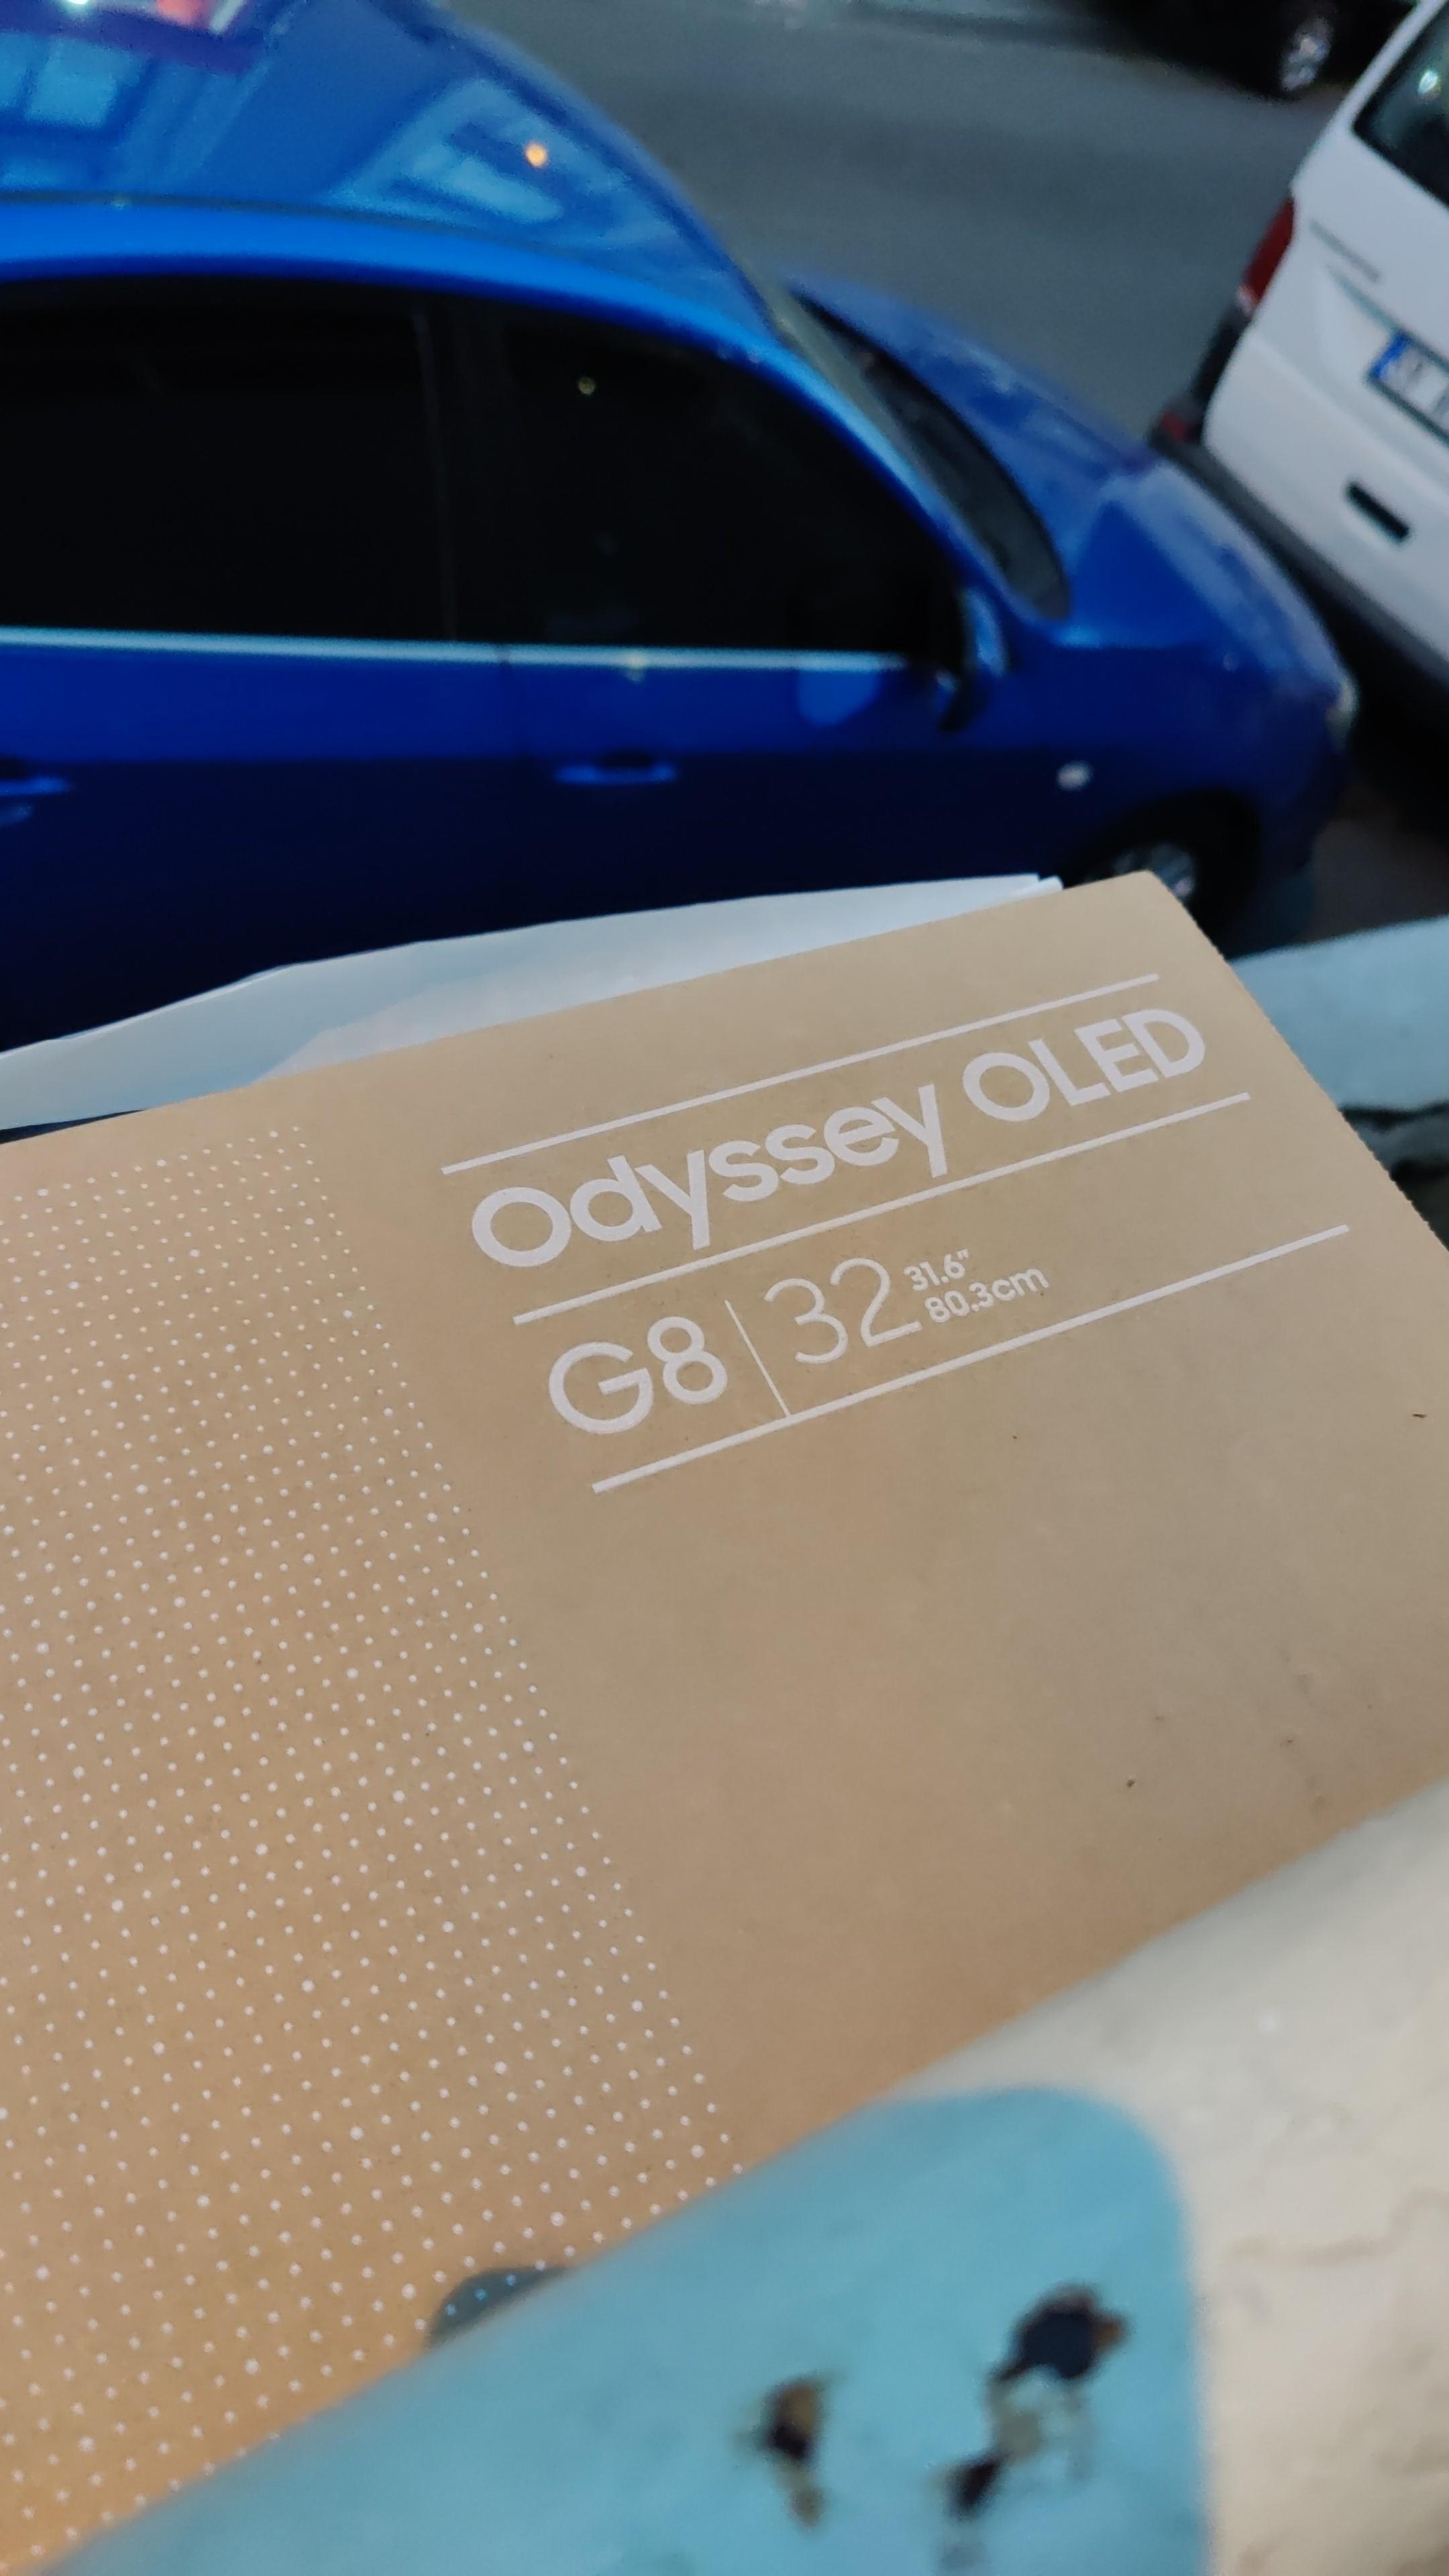 Odyssey OLED
G8 | 32 31.6"
80.3cm